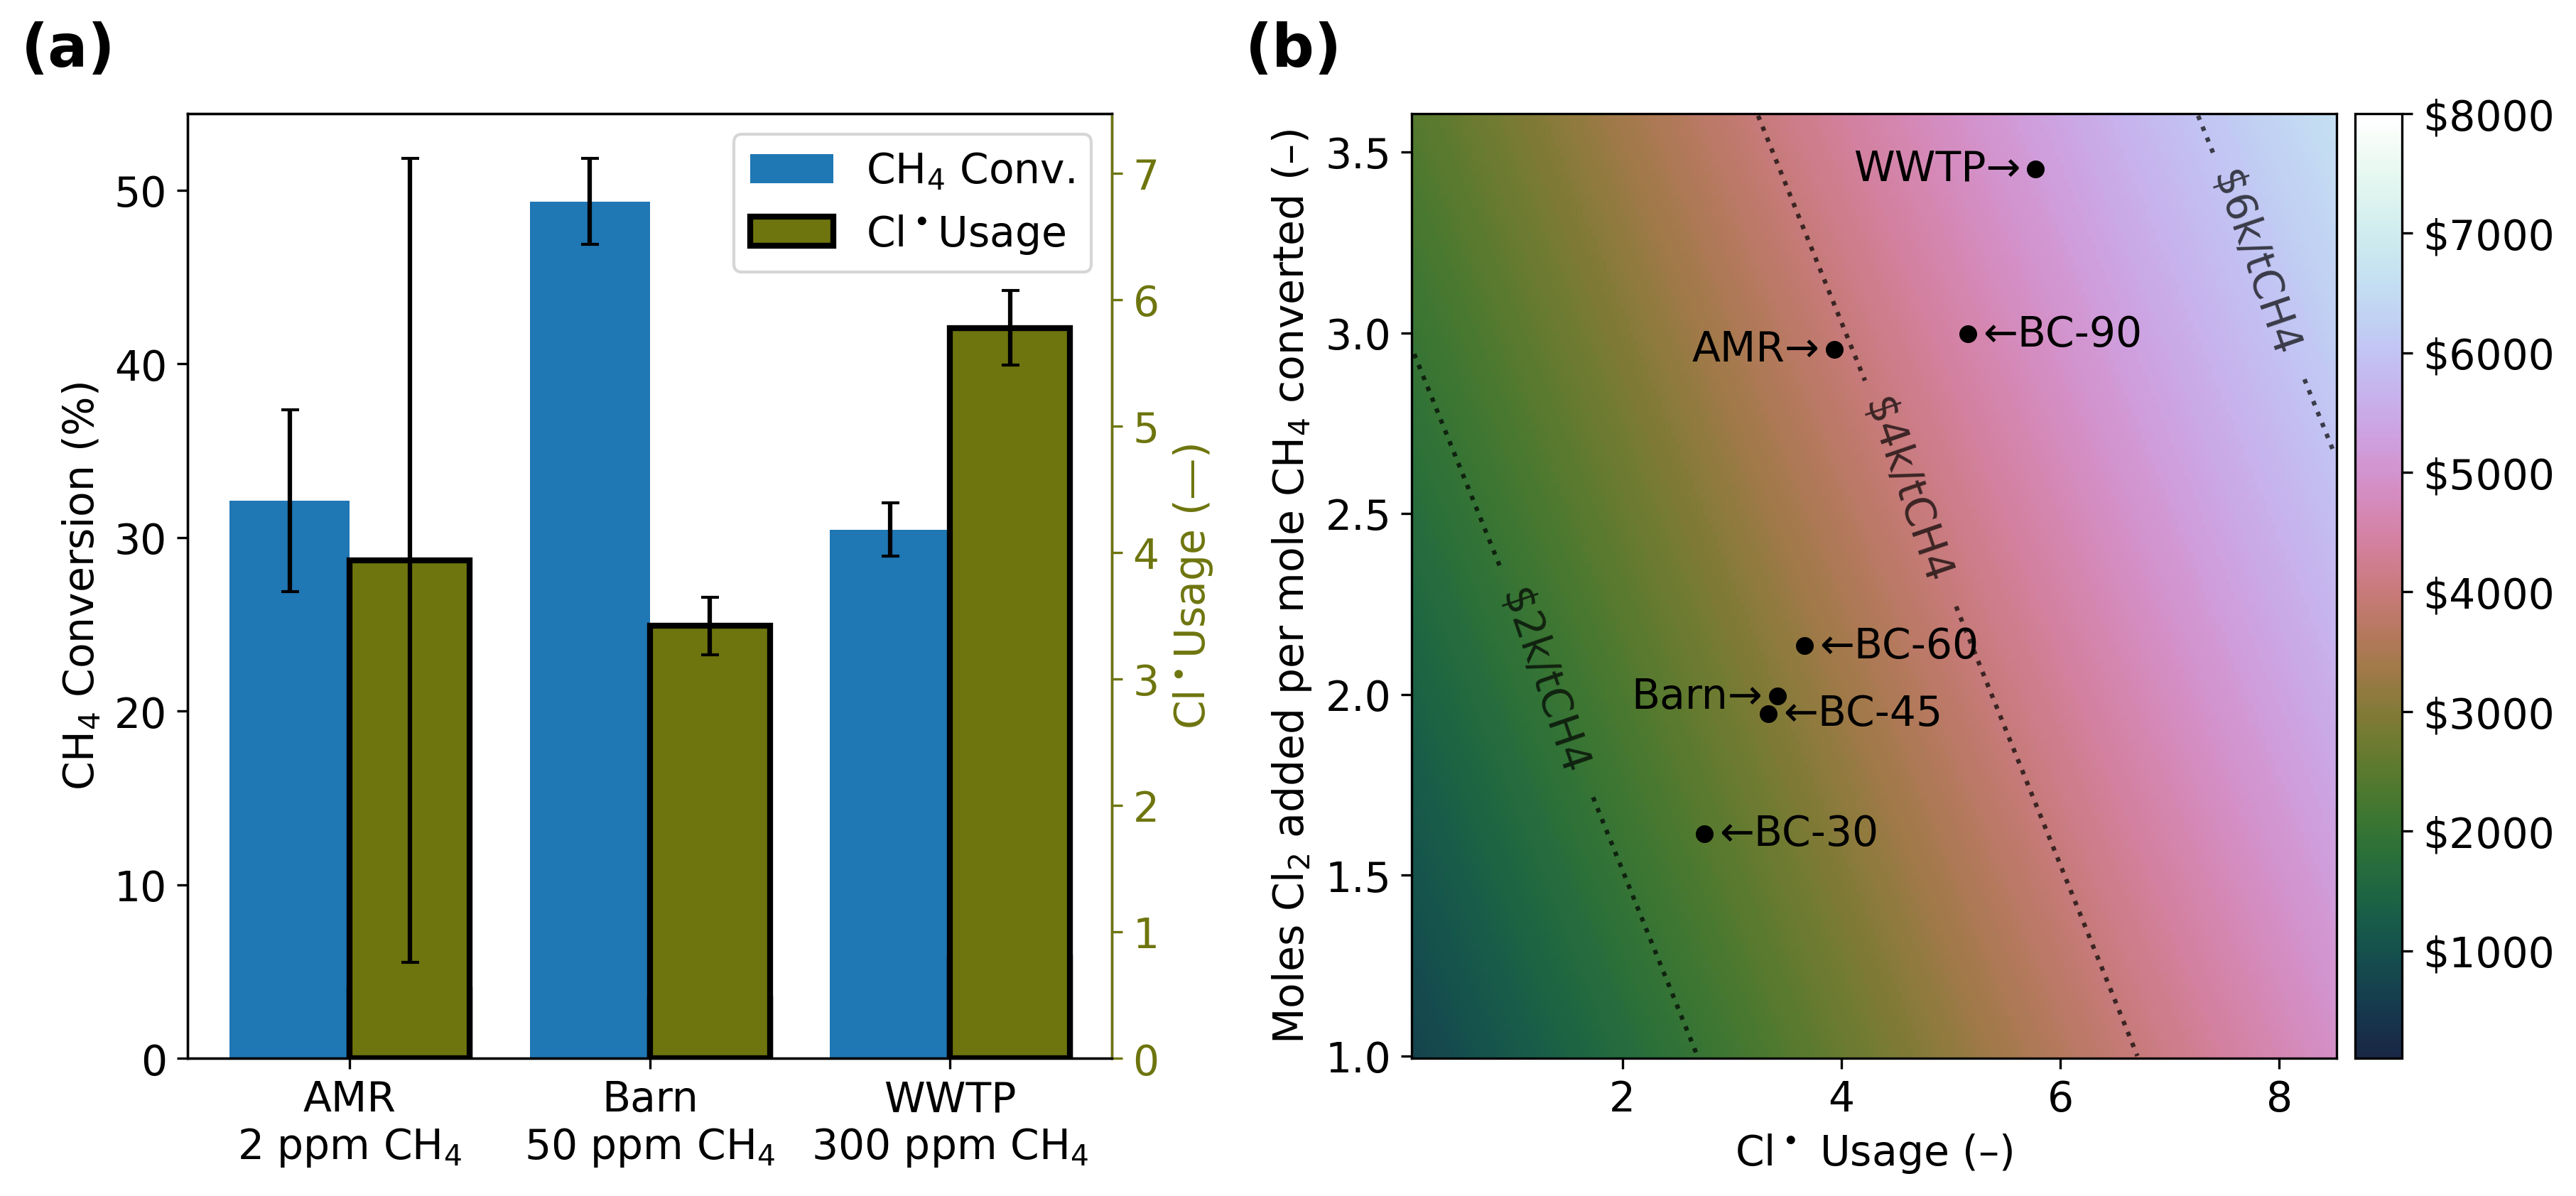 (a)
CH₄ Conversion (%)
50
40
30
20
10
0
CH₄ Conv.
Cl• Usage
7
6
5
4
3
2
1
0
Cl• Usage (—)
AMR
2 ppm CH₄
Barn
50 ppm CH₄
WWTP
300 ppm CH₄
(b)
Moles Cl₂ added per mole CH₄ converted (–)
3.5
3.0
2.5
2.0
1.5
1.0
WWTP→
$6k/tCH4
←BC-90
AMR→
$4k/tCH4
$2k/tCH4
←BC-60
Barn→
←BC-45
←BC-30
2
4
6
8
Cl• Usage (–)
$8000
$7000
$6000
$5000
$4000
$3000
$2000
$1000